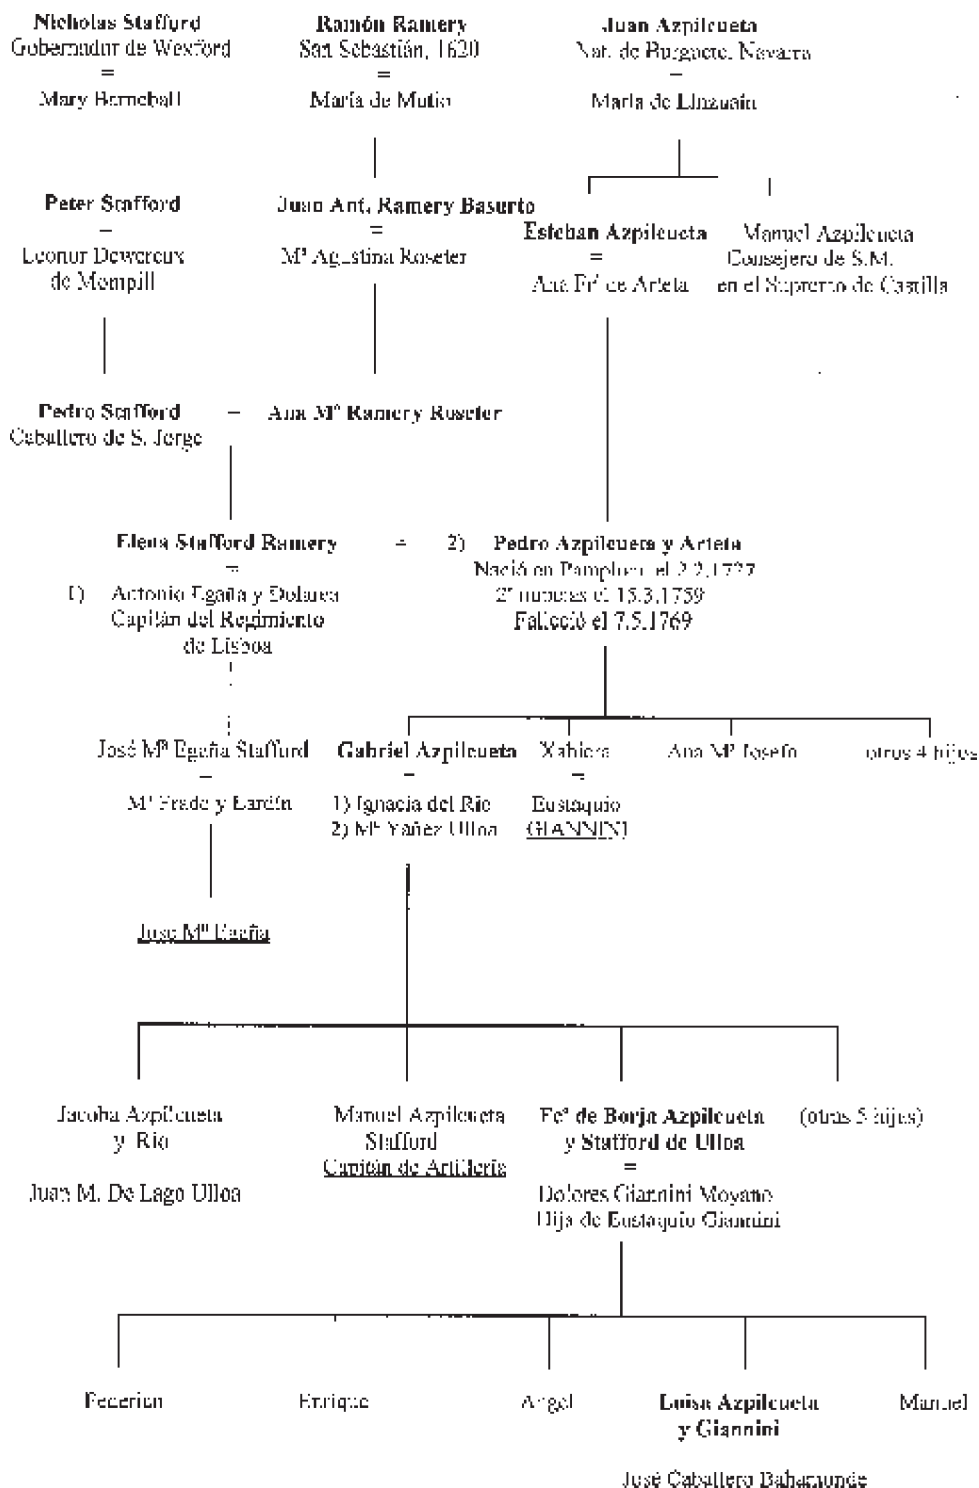 Nicholas Stafford
Gobernador de Wexford
=
Mary Barneball
Ramón Ramery
San Sebastián, 1620
=
María de Mutio
Juan Azpilcueta
Nat. de Burguete, Navarra
=
María de Linzuain
Peter Stafford
=
Leonor Dewereux
de Mompill
Juan Ant. Ramery Basurto
=
Mª Agustina Roseter
Esteban Azpilcueta
=
Ana Frª de Arteta
Manuel Azpilcueta
Consejero de S.M.
en el Supremo de Castilla
Pedro Stafford = Ana Mª Ramery Roseter
Caballero de S. Jorge
Elena Stafford Ramery = 2) Pedro Azpilcueta y Arteta
=
1) Antonio Egaña y Dolarea
Capitán del Regimiento
de Lisboa
Nació en Pamplona el 2.2.1727
2ª nupcias el 15.3.1759
Falleció el 7.5.1769
José Mª Egaña Stafford
=
Mª Prado y Lardín
Gabriel Azpilcueta
=
1) Ignacia del Rio
2) Mª Yáñez Ulloa
Xabiera
=
Eustaquio
GIANNINI
Ana Mª Josefa
otros 4 hijos
José Mª Egaña
Jacoba Azpilcueta
y Rio
Juan M. De Lago Ulloa
Manuel Azpilcueta
Stafford
Capitán de Artillería
Fcº de Borja Azpilcueta
y Stafford de Ulloa
=
Dolores Giannini Moyano
Hija de Eustaquio Giannini
(otros 5 hijos)
Federico
Enrique
Angel
Luisa Azpilcueta
y Giannini
José Caballero Bahamonde
Manuel